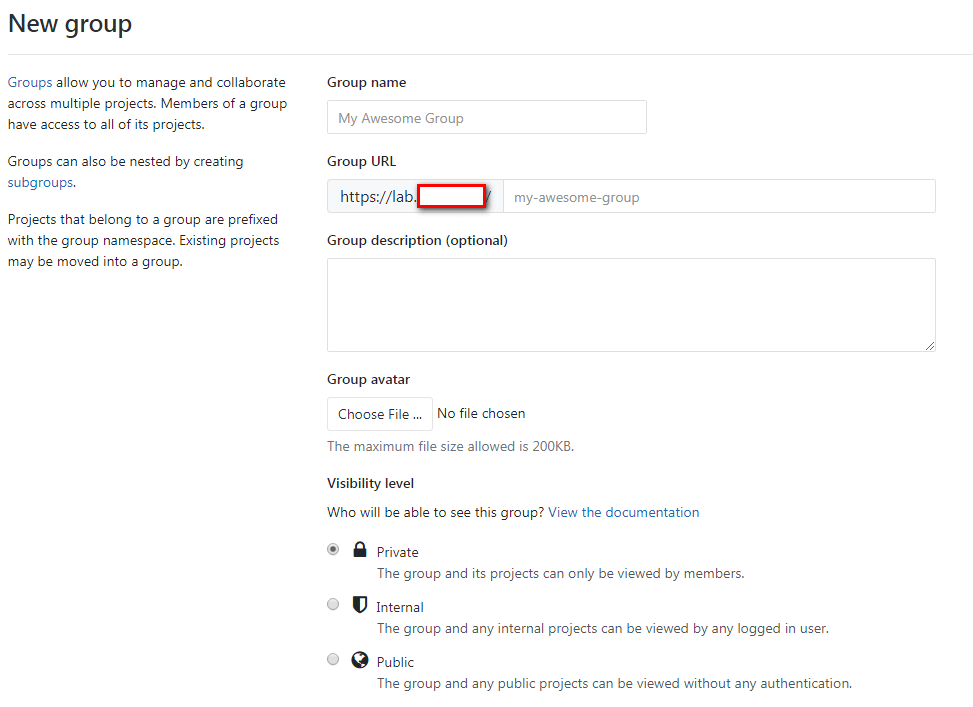 New group
Groups allow you to manage and collaborate
across multiple projects. Members of a group
have access to all of its projects.
Groups can also be nested by creating
subgroups.
Projects that belong to a group are prefixed
with the group namespace. Existing projects
may be moved into a group.
Group name
My Awesome Group
Group URL
https://lab. / my-awesome-group
Group description (optional)
Group avatar
Choose File ... No file chosen
The maximum file size allowed is 200KB.
Visibility level
Who will be able to see this group? View the documentation
Private
The group and its projects can only be viewed by members.
Internal
The group and any internal projects can be viewed by any logged in user.
Public
The group and any public projects can be viewed without any authentication.